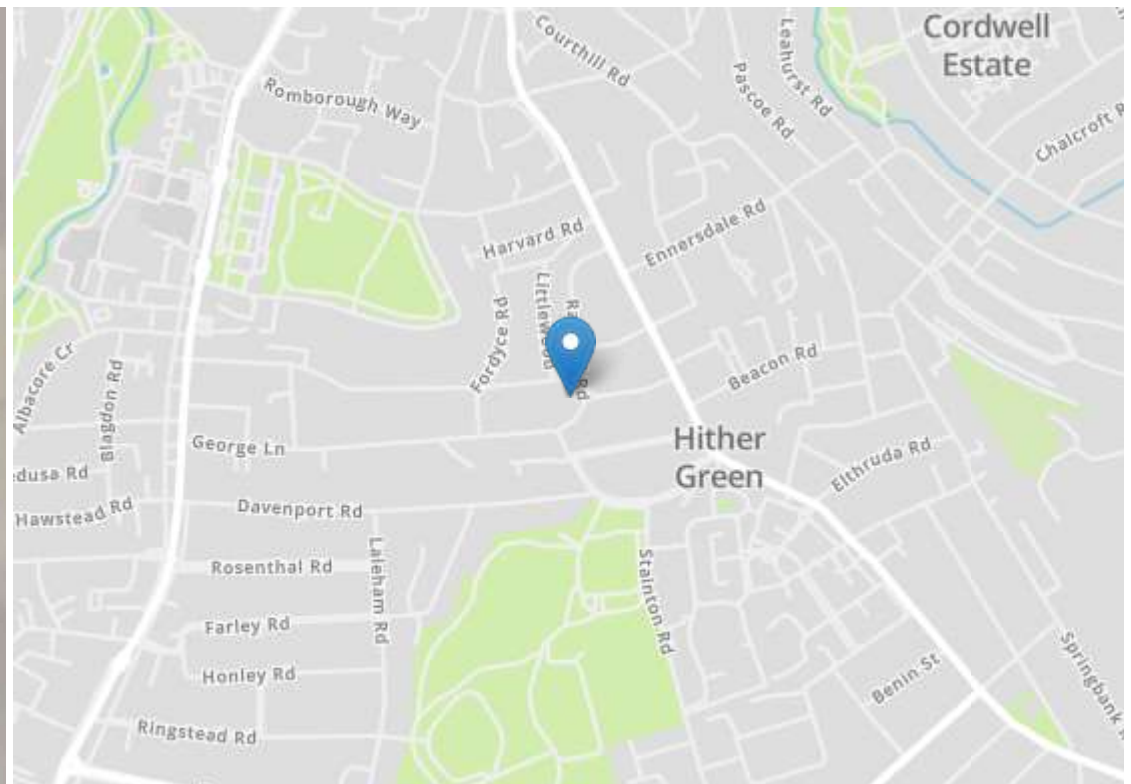 Cordwell
Estate
Courthill Rd
Leahurst Rd
Pascoe Rd
Romborough Way
Chalcroft R
Harvard Rd
Ennersdale Rd
Littlewood
Ra
Rd
Fordyce Rd
Albacore Cr
Blagdon Rd
Beacon Rd
Hither
Green
George Ln
Elthruda Rd
edusa Rd
Hawstead Rd
Davenport Rd
Laleham Rd
Rosenthal Rd
Stainton Rd
Farley Rd
Honley Rd
Benin St
Springbank R
Ringstead Rd